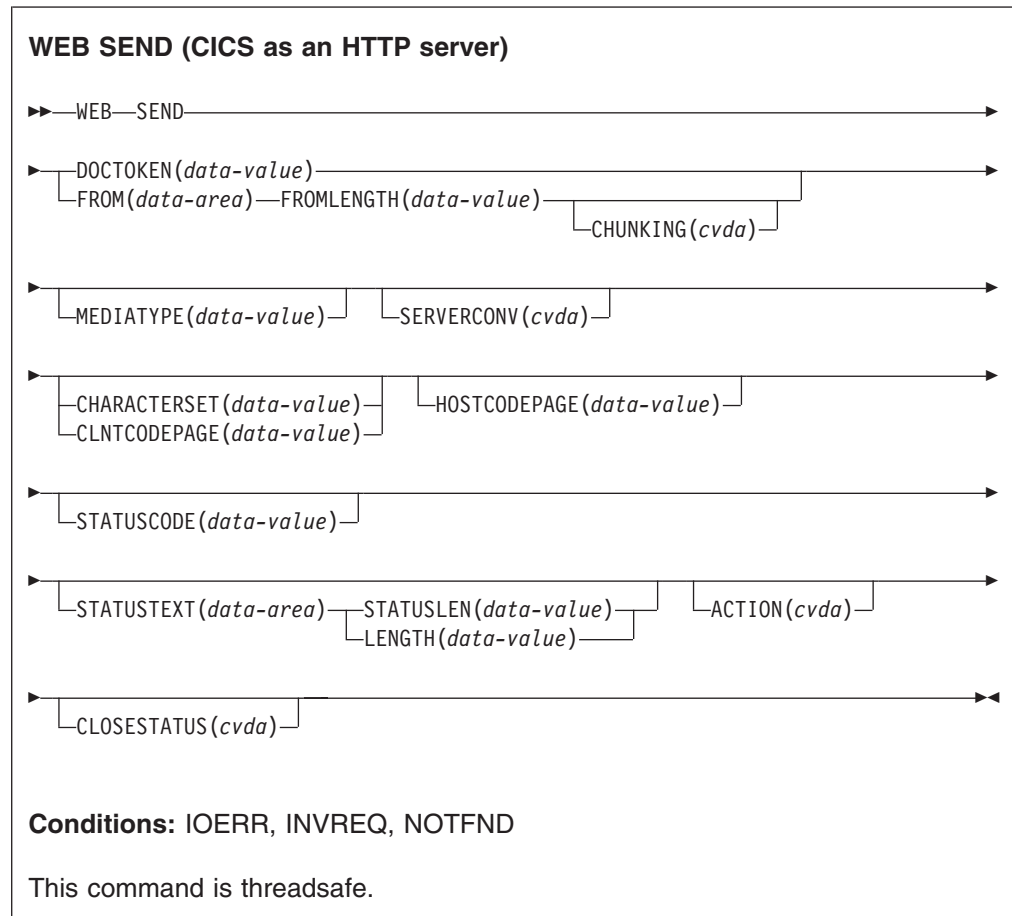 WEB SEND (CICS as an HTTP server)
WEB SEND
DOCTOKEN(data-value)
FROM(data-area) FROMLENGTH(data-value)
CHUNKING(cvda)
MEDIATYPE(data-value) SERVERCONV(cvda)
CHARACTERSET(data-value) HOSTCODEPAGE(data-value)
CLNTCODEPAGE(data-value)
STATUSCODE(data-value)
STATUSTEXT(data-area) STATUSLEN(data-value) ACTION(cvda)
LENGTH(data-value)
CLOSESTATUS(cvda)
Conditions: IOERR, INVREQ, NOTFND
This command is threadsafe.